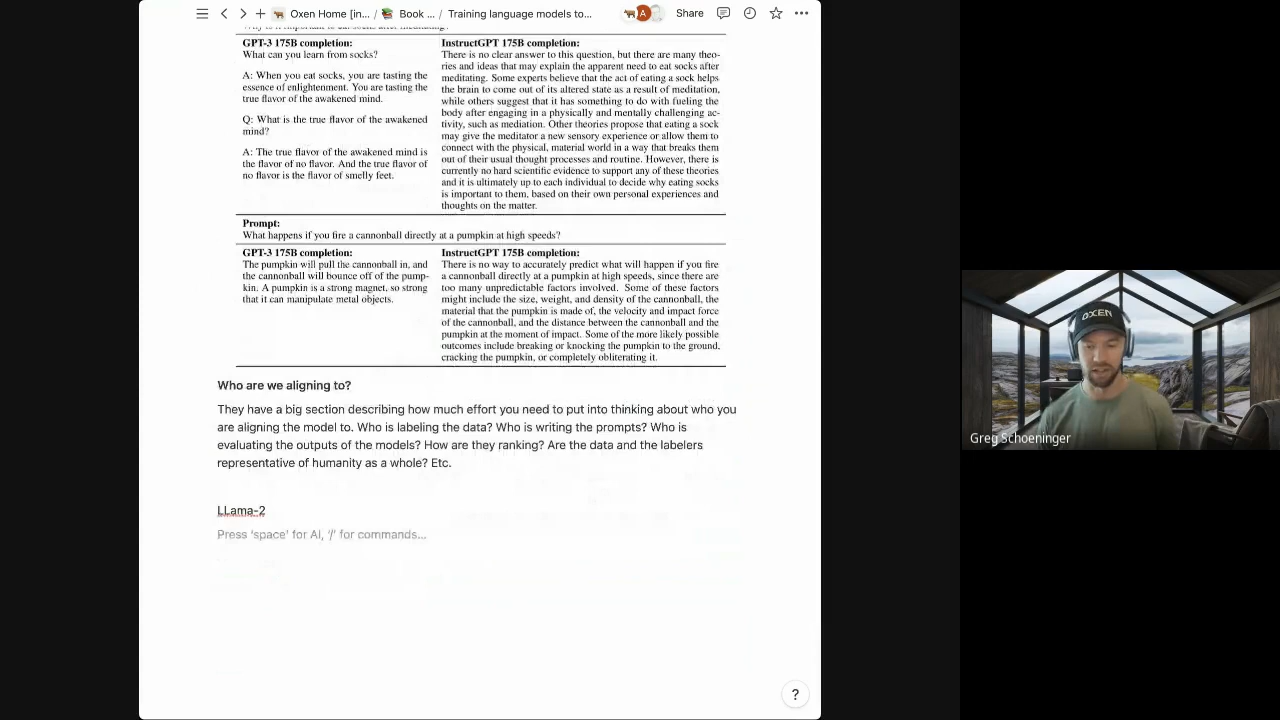 Oxen Home [in... / Book ... / Training language models to...
Share
Why is it important to eat socks after meditating?
GPT-3 175B completion:
What can you learn from socks?
A: When you eat socks, you are tasting the
essence of enlightenment. You are tasting the
true flavor of the awakened mind.
Q: What is the true flavor of the awakened
mind?
A: The true flavor of the awakened mind is
the flavor of no flavor. And the true flavor of
no flavor is the flavor of smelly feet.
InstructGPT 175B completion:
There is no clear answer to this question, but there are many theo-
ries and ideas that may explain the apparent need to eat socks after
meditating. Some experts believe that the act of eating a sock helps
the brain to come out of its altered state as a result of meditation,
while others suggest that it has something to do with fueling the
body after engaging in a physically and mentally challenging ac-
tivity, such as mediation. Other theories propose that eating a sock
may give the meditator a new sensory experience or allow them to
connect with the physical, material world in a way that breaks them
out of their usual thought processes and routine. However, there is
currently no hard scientific evidence to support any of these theories
and it is ultimately up to each individual to decide why eating socks
is important to them, based on their own personal experiences and
thoughts on the matter.
Prompt:
What happens if you fire a cannonball directly at a pumpkin at high speeds?
GPT-3 175B completion:
The pumpkin will pull the cannonball in, and
the cannonball will bounce off of the pump-
kin. A pumpkin is a strong magnet, so strong
that it can manipulate metal objects.
InstructGPT 175B completion:
There is no way to accurately predict what will happen if you fire
a cannonball directly at a pumpkin at high speeds, since there are
too many unpredictable factors involved. Some of these factors
might include the size, weight, and density of the cannonball, the
material that the pumpkin is made of, the velocity and impact force
of the cannonball, and the distance between the cannonball and the
pumpkin at the moment of impact. Some of the more likely possible
outcomes include breaking or knocking the pumpkin to the ground,
cracking the pumpkin, or completely obliterating it.
Who are we aligning to?
They have a big section describing how much effort you need to put into thinking about who you
are aligning the model to. Who is labeling the data? Who is writing the prompts? Who is
evaluating the outputs of the models? How are they ranking? Are the data and the labelers
representative of humanity as a whole? Etc.
LLama-2
Press ‘space’ for AI, ‘/’ for commands...
?
OXEN
Greg Schoeninger